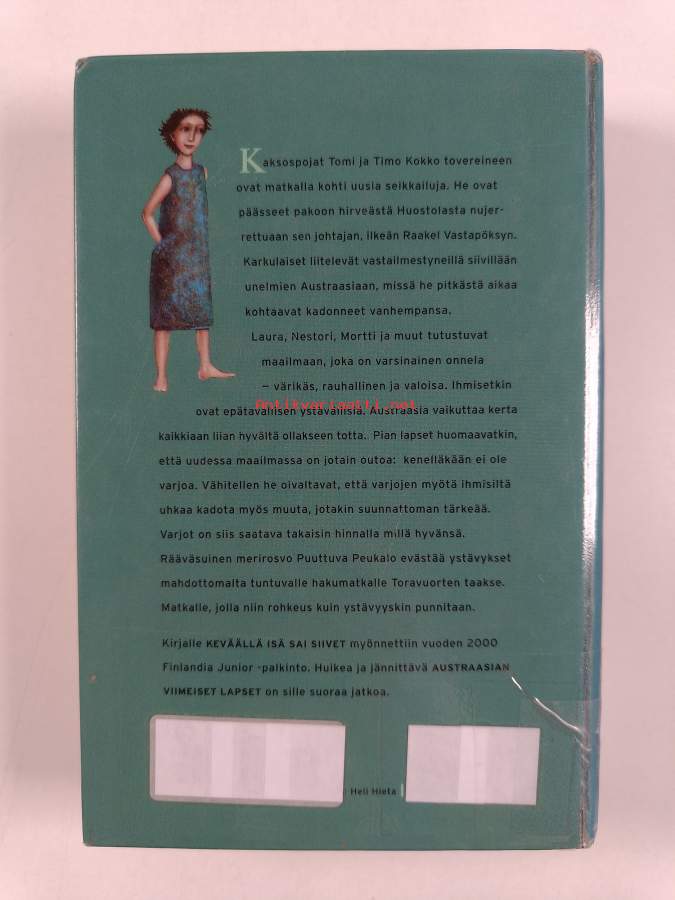 Kaksospojat Tomi ja Timo Kokko tovereineen
ovat matkalla kohti uusia seikkailuja. He ovat
päässeet pakoon hirveästä Huostolasta nujer-
rettuaan sen johtajan, ilkeän Raakel Vastapöksyn.
Karkulaiset liitelevät vastailmestyneillä siivillään
unelmien Austraasiaan, missä he pitkästä aikaa
kohtaavat kadonneet vanhempansa.
Laura, Nestori, Mortti ja muut tutustuvat
maailmaan, joka on varsinainen onnela
– värikäs, rauhallinen ja valoisa. Ihmisetkin
Antikvariaatti.net
ovat epätavallisen ystävällisiä. Austraasia vaikuttaa kerta
kaikkiaan liian hyvältä ollakseen totta. Pian lapset huomaavatkin,
että uudessa maailmassa on jotain outoa: kenelläkään ei ole
varjoa. Vähitellen he oivaltavat, että varjojen myötä ihmisiltä
uhkaa kadota myös muuta, jotakin suunnattoman tärkeää.
Varjot on siis saatava takaisin hinnalla millä hyvänsä.
Rääväsuinen merirosvo Puuttuva Peukalo evästää ystävykset
mahdottomalta tuntuvalle hakumatkalle Toravuorten taakse.
Matkalle, jolla niin rohkeus kuin ystävyyskin punnitaan.
Kirjalle KEVÄÄLLÄ ISÄ SAI SIIVET myönnettiin vuoden 2000
Finlandia Junior -palkinto. Huikea ja jännittävä AUSTRAASIAN
VIIMEISET LAPSET on sille suoraa jatkoa.
Heli Hieta